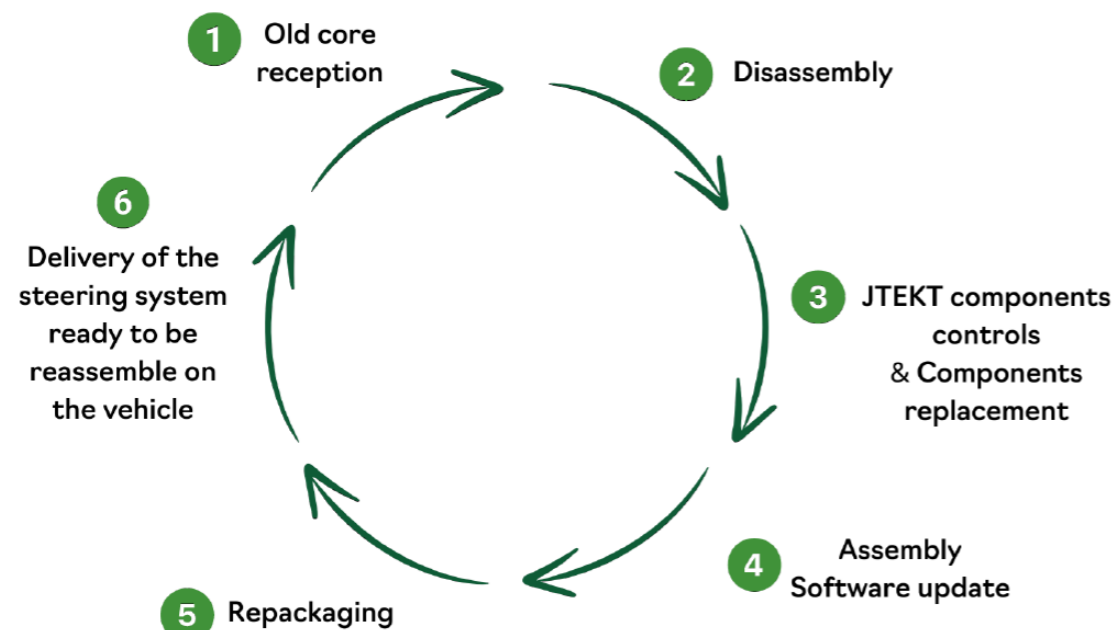 1
Old core
reception
2
Disassembly
3
JTEKT components
controls
& Components
replacement
4
Assembly
Software update
5
Repackaging
6
Delivery of the
steering system
ready to be
reassemble on
the vehicle